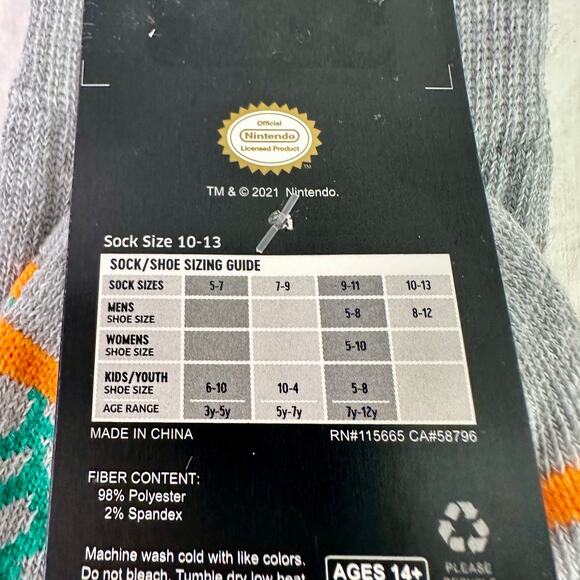 Official
Nintendo
Licensed Product
TM
TM & © 2021 Nintendo.
Sock Size 10-13
SOCK/SHOE SIZING GUIDE
SOCK SIZES 5-7 7-9 9-11 10-13
MENS SHOE SIZE 5-8 8-12
WOMENS SHOE SIZE 5-10
KIDS/YOUTH SHOE SIZE 6-10 10-4 5-8
AGE RANGE 3y-5y 5y-7y 7y-12y
MADE IN CHINA RN#115665 CA#58796
FIBER CONTENT:
98% Polyester
2% Spandex
Machine wash cold with like colors.
Do not bleach. Tumble dry low heat
AGES 14+
PLEASE